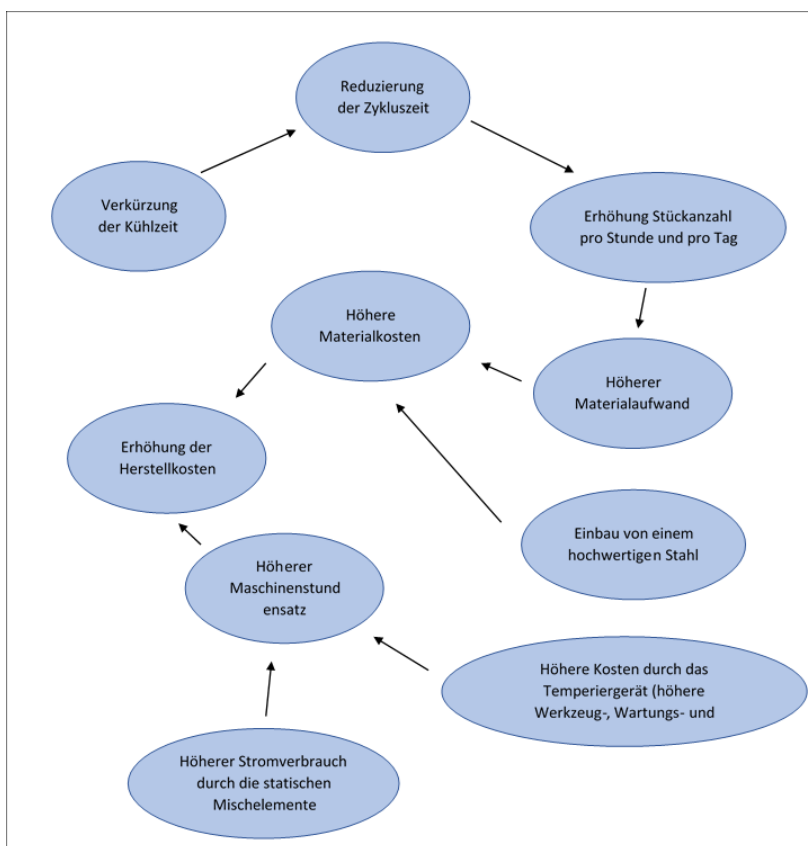 Reduzierung
der Zykluszeit
Verkürzung
der Kühlzeit
Erhöhung Stückanzahl
pro Stunde und pro Tag
Höhere
Materialkosten
Höherer
Materialaufwand
Erhöhung der
Herstellkosten
Einbau von einem
hochwertigen Stahl
Höherer
Maschinenstund
ensatz
Höhere Kosten durch das
Temperiergerät (höhere
Werkzeug-, Wartungs- und
Höherer Stromverbrauch
durch die statischen
Mischelemente